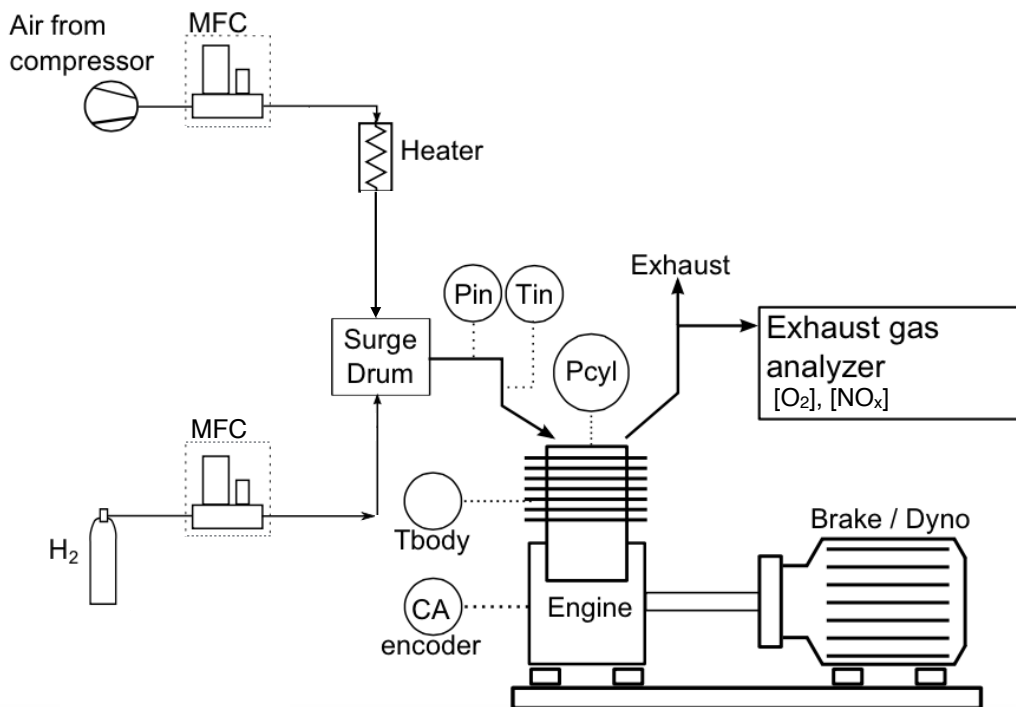 Air from
compressor
MFC
Heater
Pin
Tin
Exhaust
Surge
Drum
Pcyl
Exhaust gas
analyzer
[O₂], [NOₓ]
MFC
H₂
Tbody
Brake / Dyno
CA
encoder
Engine